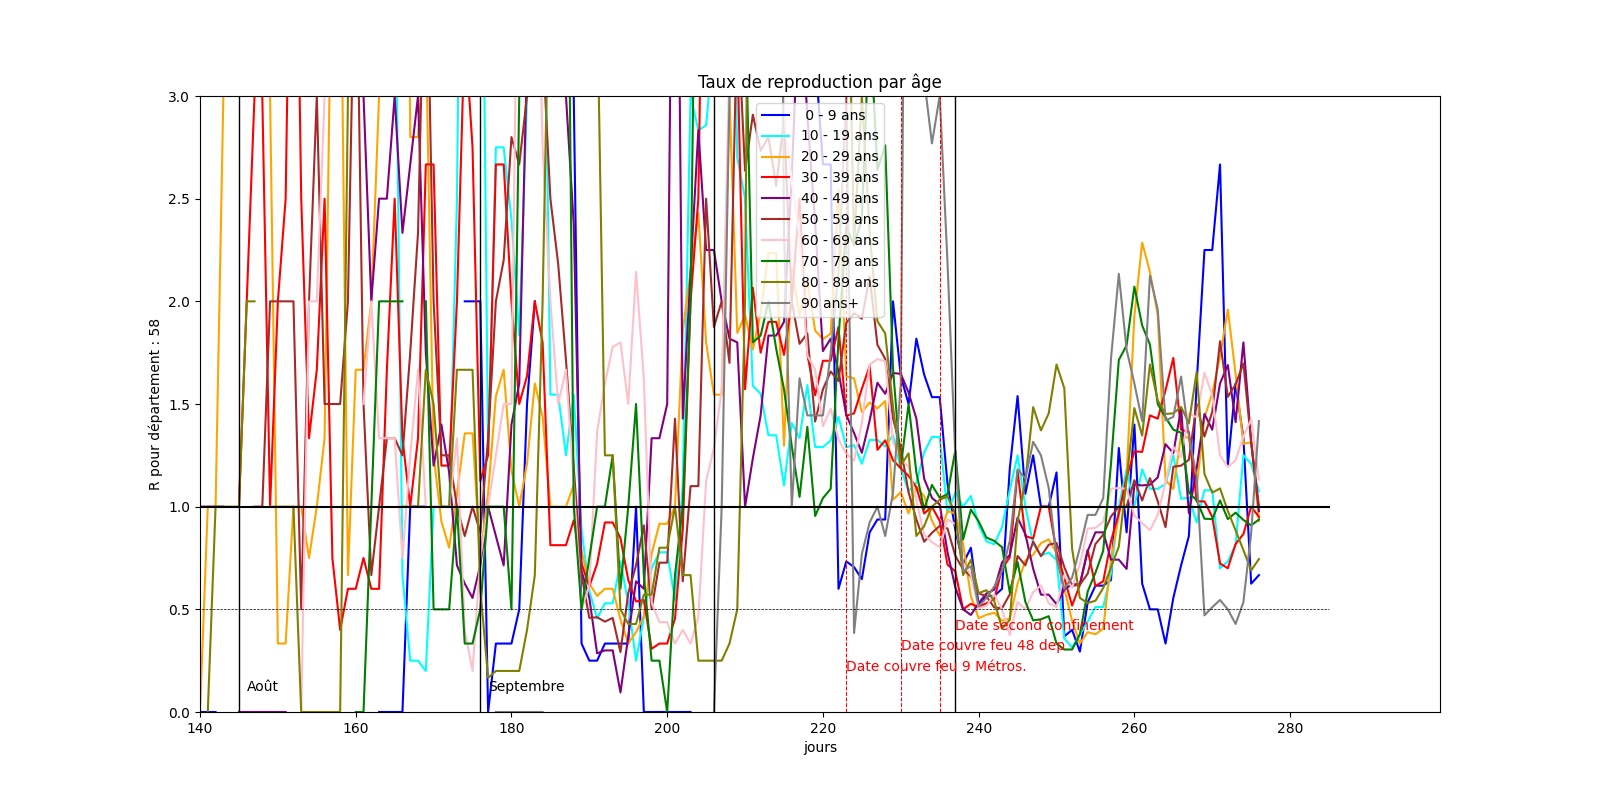 Taux de reproduction par âge
3.0
2.5
2.0
1.5
1.0
0.5
0.0
R pour département : 58
0 - 9 ans
10 - 19 ans
20 - 29 ans
30 - 39 ans
40 - 49 ans
50 - 59 ans
60 - 69 ans
70 - 79 ans
80 - 89 ans
90 ans+
Date second confinement
Date couvre feu 48 dep
Date couvre feu 9 Métros.
Août
Septembre
140
160
180
200
220
240
260
280
jours